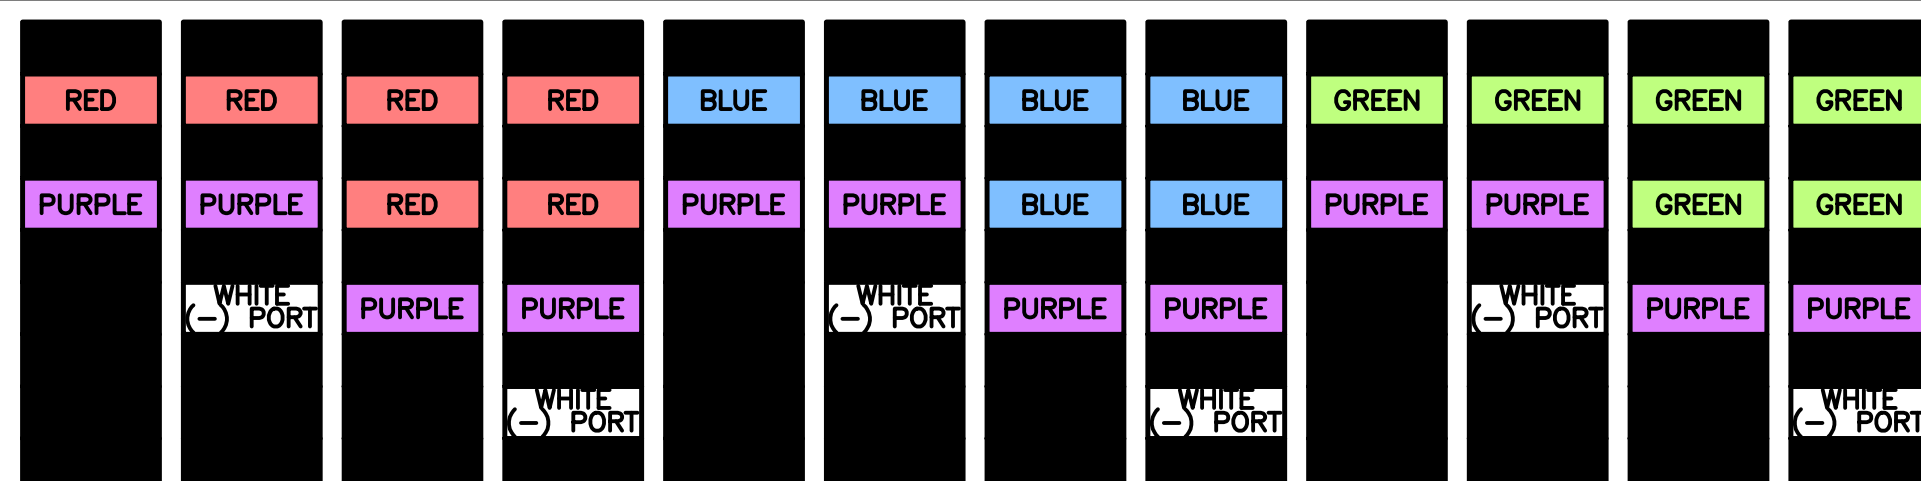 RED RED RED RED BLUE BLUE BLUE BLUE GREEN GREEN GREEN GREEN
PURPLE PURPLE RED RED PURPLE PURPLE BLUE BLUE PURPLE PURPLE GREEN GREEN
WHITE WHITE WHITE
(-) PORT PURPLE PURPLE (-) PORT PURPLE PURPLE (-) PORT PURPLE PURPLE
WHITE WHITE WHITE
(-) PORT (-) PORT (-) PORT